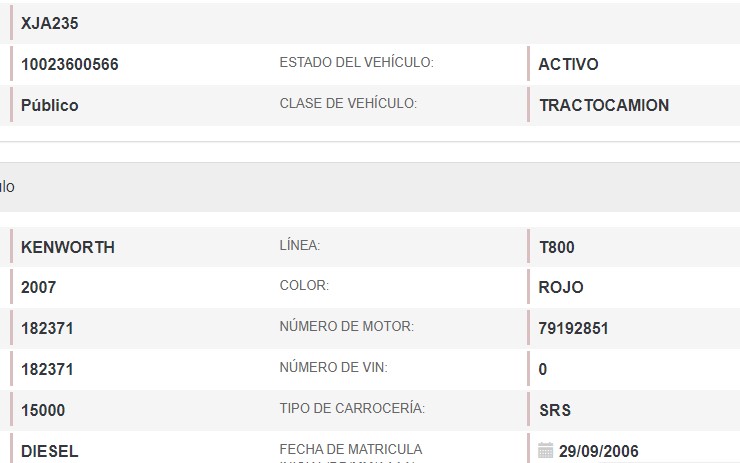 XJA235
10023600566 ESTADO DEL VEHÍCULO: ACTIVO
Público CLASE DE VEHÍCULO: TRACTOCAMION
ulo
KENWORTH LÍNEA: T800
2007 COLOR: ROJO
182371 NÚMERO DE MOTOR: 79192851
182371 NÚMERO DE VIN: 0
15000 TIPO DE CARROCERÍA: SRS
DIESEL FECHA DE MATRICULA 29/09/2006